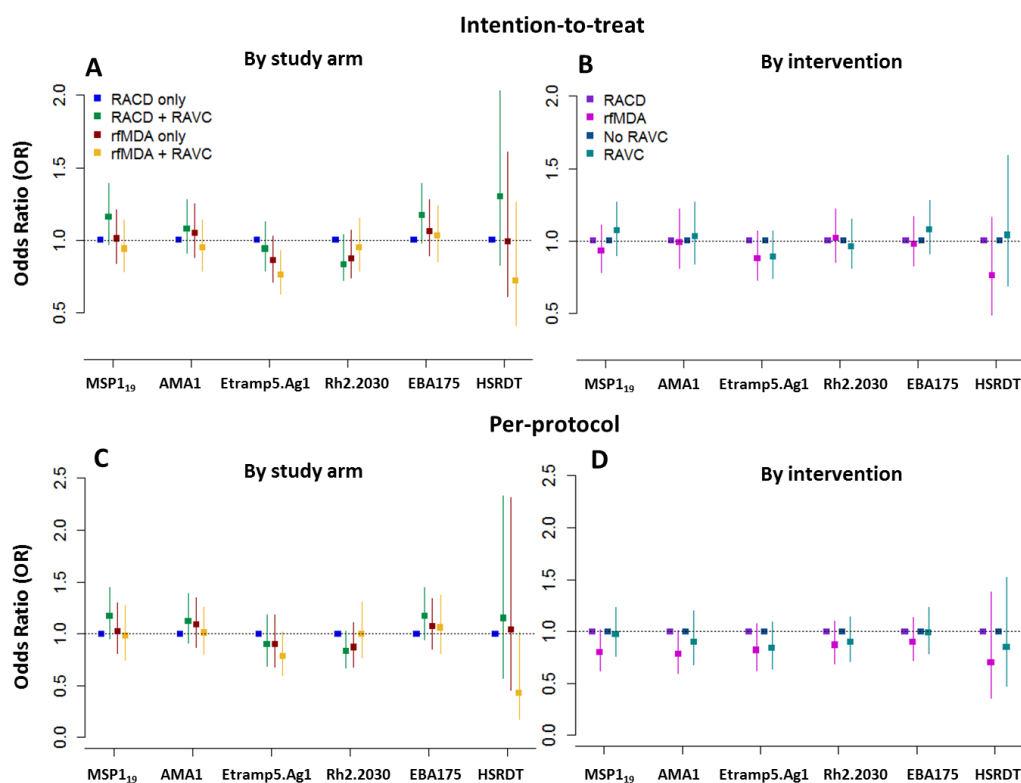 Intention-to-treat
A
By study arm
B
By intervention
RACD only
RACD + RAVC
rfMDA only
rfMDA + RAVC
RACD
rfMDA
No RAVC
RAVC
Odds Ratio (OR)
2.0
1.5
1.0
0.5
2.0
1.5
1.0
0.5
MSP1₁₉ AMA1 Etramp5.Ag1 Rh2.2030 EBA175 HSRDT
MSP1₁₉ AMA1 Etramp5.Ag1 Rh2.2030 EBA175 HSRDT
Per-protocol
C
By study arm
D
By intervention
Odds Ratio (OR)
2.5
2.0
1.5
1.0
0.5
0.0
2.5
2.0
1.5
1.0
0.5
0.0
MSP1₁₉ AMA1 Etramp5.Ag1 Rh2.2030 EBA175 HSRDT
MSP1₁₉ AMA1 Etramp5.Ag1 Rh2.2030 EBA175 HSRDT